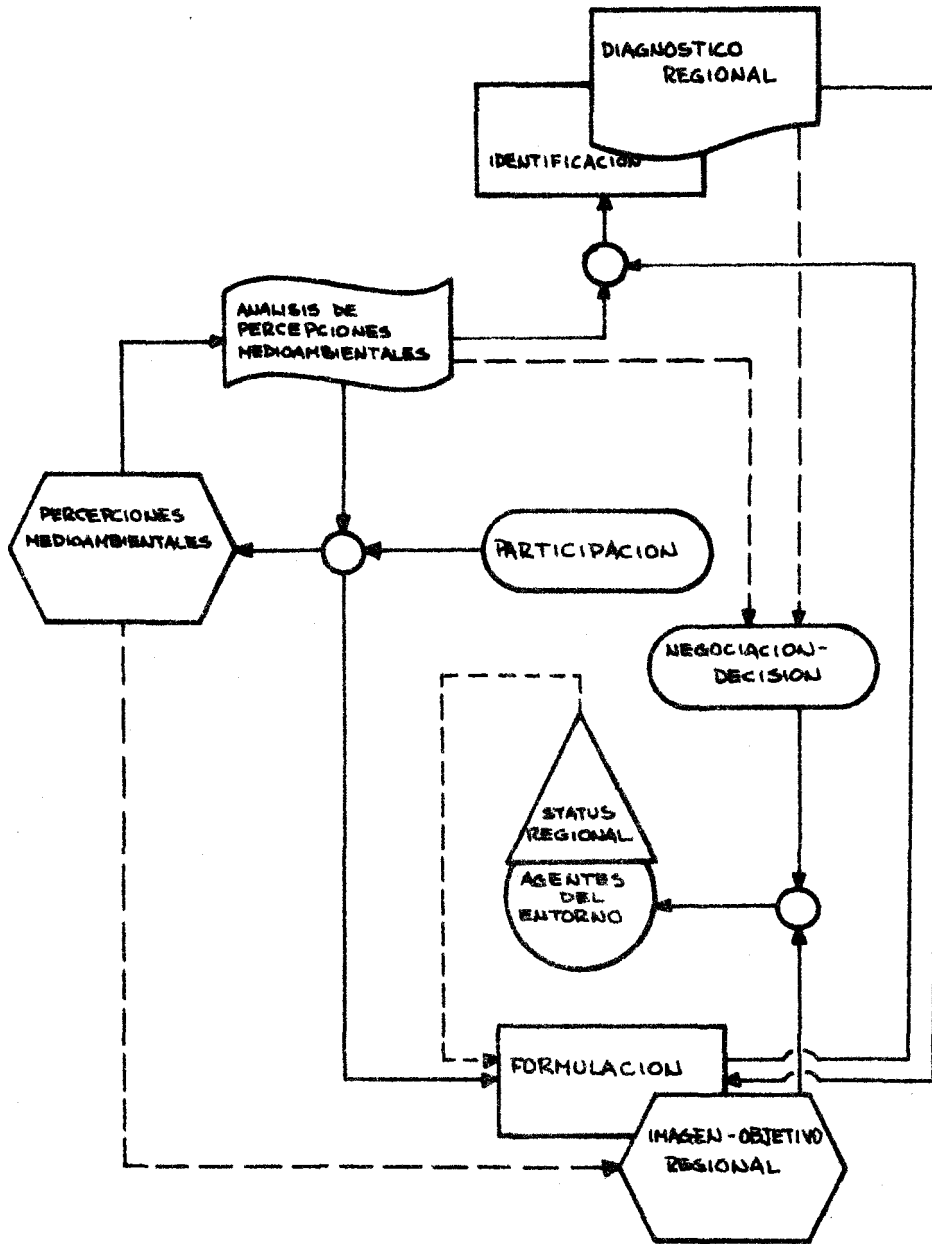 DIAGNOSTICO
REGIONAL
IDENTIFICACION
ANALISIS DE
PERCEPCIONES
MEDIOAMBIENTALES
PERCEPCIONES
MEDIOAMBIENTALES
PARTICIPACION
NEGOCIACION-
DECISION
STATUS
REGIONAL
AGENTES
DEL
ENTORNO
FORMULACION
IMAGEN-OBJETIVO
REGIONAL